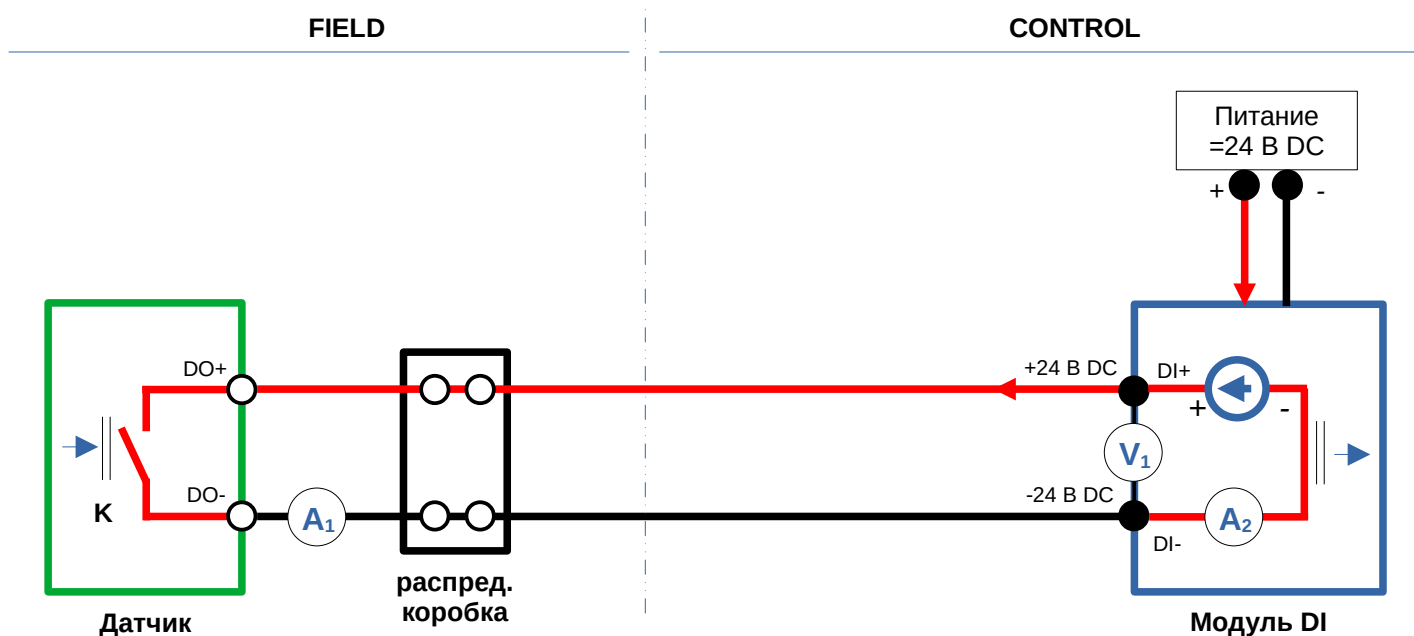 FIELD
CONTROL
Питание
=24 В DC
+
-
DO+
+24 В DC
DI+
+
-
V1
K
DO-
A1
-24 В DC
DI-
A2
распред.
коробка
Датчик
Модуль DI